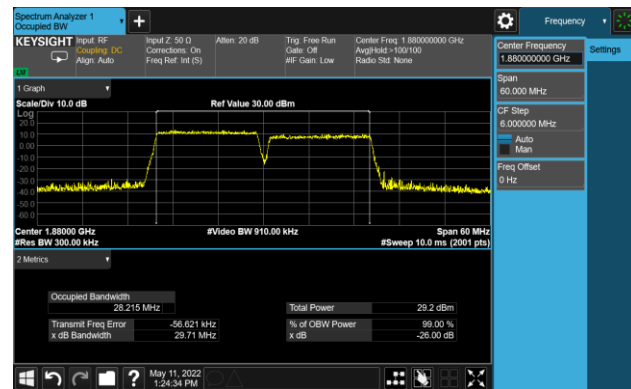 Spectrum Analyzer 1
Occupied BW
Frequency
KEYSIGHT
Input: RF
Coupling: DC
Align: Auto
Input Z: 50 Ω
Corrections: On
Freq Ref: Int (S)
Atten: 20 dB
Trig: Free Run
Gate: Off
#IF Gain: Low
Center Freq: 1.880000000 GHz
Avg|Hold:>100/100
Radio Std: None
Center Frequency
1.880000000 GHz
Settings
Span
60.000 MHz
CF Step
6.000000 MHz
Auto
Man
Freq Offset
0 Hz
1 Graph
Scale/Div 10.0 dB
Ref Value 30.00 dBm
Log
20.0
10.0
0.00
-10.0
-20.0
-30.0
-40.0
-50.0
-60.0
Center 1.88000 GHz
#Video BW 910.00 kHz
Span 60 MHz
#Res BW 300.00 kHz
#Sweep 10.0 ms (2001 pts)
2 Metrics
Occupied Bandwidth
28.215 MHz
Total Power
29.2 dBm
Transmit Freq Error
-56.621 kHz
% of OBW Power
99.00 %
x dB Bandwidth
29.71 MHz
x dB
-26.00 dB
May 11, 2022
1:24:34 PM